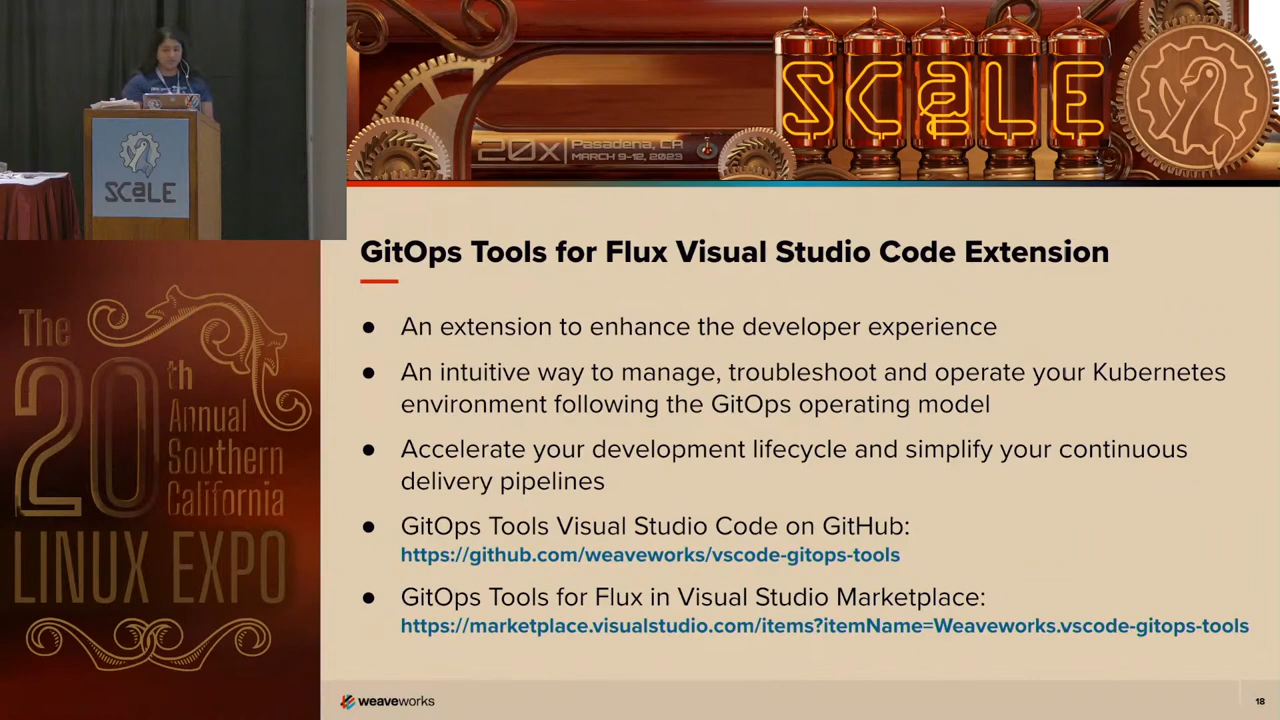 SCaLE
20x
Pasadena, CA
MARCH 9-12, 2023
SCaLE
The
20th
Annual
Southern
California
LINUX EXPO
GitOps Tools for Flux Visual Studio Code Extension
● An extension to enhance the developer experience
● An intuitive way to manage, troubleshoot and operate your Kubernetes
environment following the GitOps operating model
● Accelerate your development lifecycle and simplify your continuous
delivery pipelines
● GitOps Tools Visual Studio Code on GitHub:
https://github.com/weaveworks/vscode-gitops-tools
● GitOps Tools for Flux in Visual Studio Marketplace:
https://marketplace.visualstudio.com/items?itemName=Weaveworks.vscode-gitops-tools
weaveworks
18